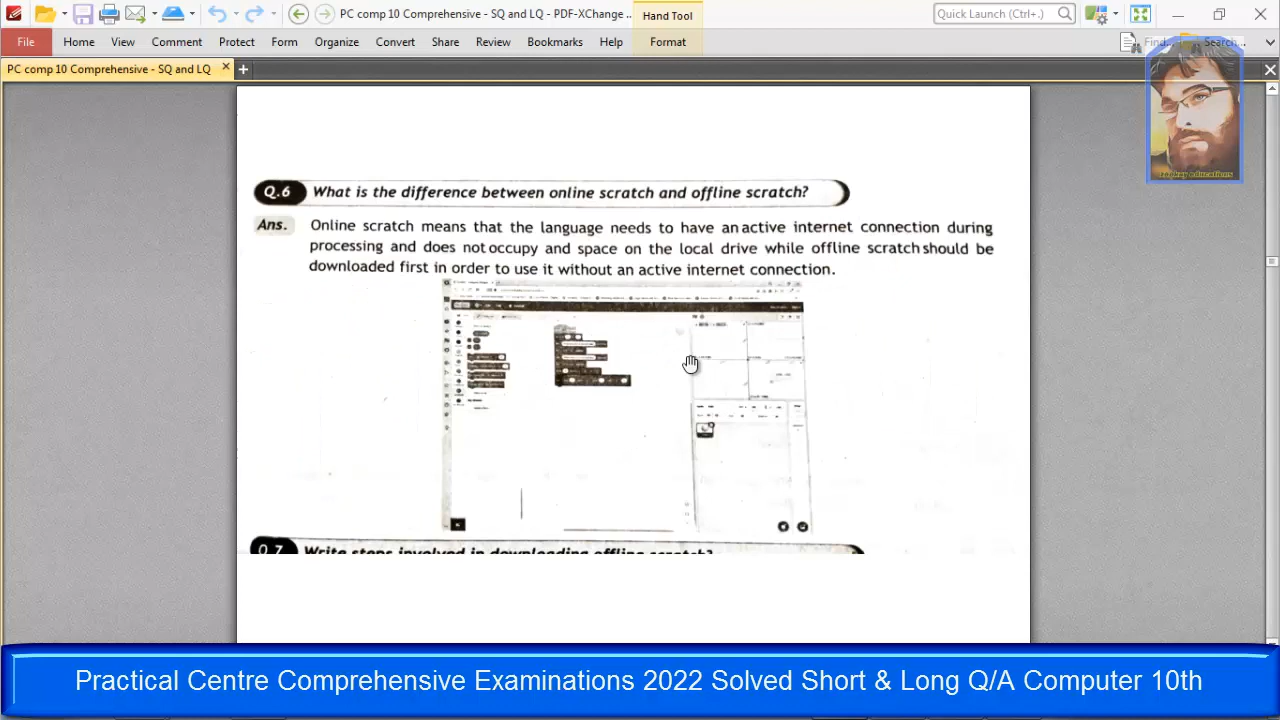 PC comp 10 Comprehensive - SQ and LQ - PDF-XChange ...
Hand Tool
Quick Launch (Ctrl+.)
File
Home
View
Comment
Protect
Form
Organize
Convert
Share
Review
Bookmarks
Help
Format
Find...
Search...
PC comp 10 Comprehensive - SQ and LQ
Q.6 What is the difference between online scratch and offline scratch?
Ans. Online scratch means that the language needs to have an active internet connection during
processing and does not occupy and space on the local drive while offline scratch should be
downloaded first in order to use it without an active internet connection.
Q.7 Write steps involved in downloading offline scratch?
Practical Centre Comprehensive Examinations 2022 Solved Short & Long Q/A Computer 10th